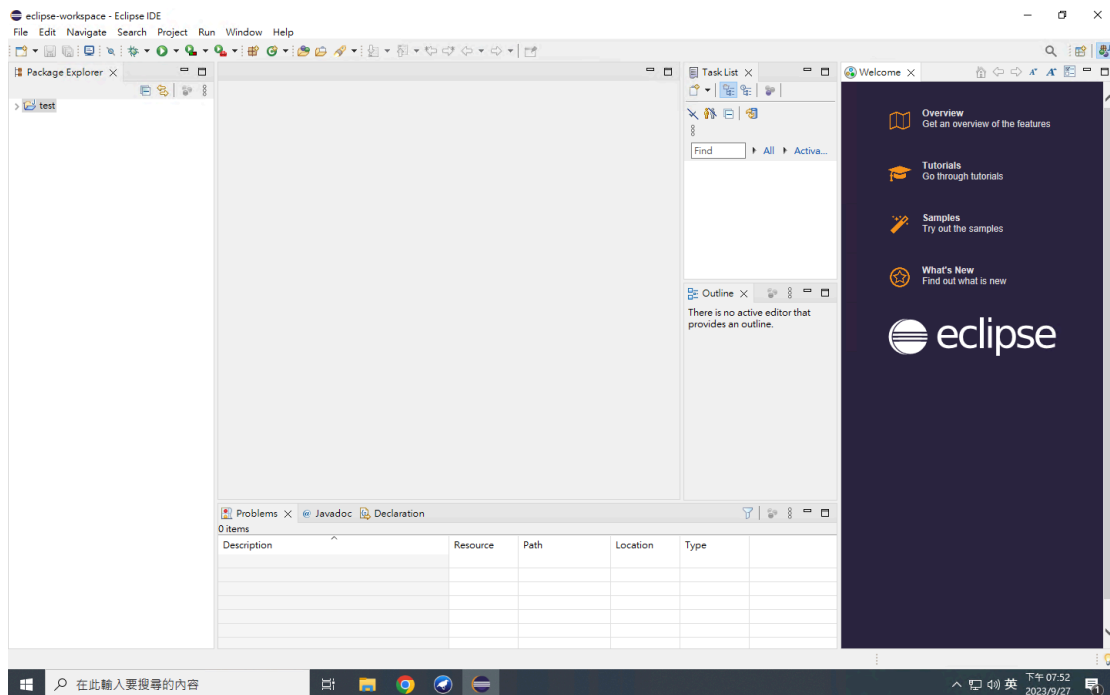 eclipse-workspace - Eclipse IDE
File Edit Navigate Search Project Run Window Help
Package Explorer
test
Task List
Find All Activa...
Outline
There is no active editor that
provides an outline.
Welcome
Overview
Get an overview of the features
Tutorials
Go through tutorials
Samples
Try out the samples
What's New
Find out what is new
eclipse
Problems @ Javadoc Declaration
0 items
Description Resource Path Location Type
在此輸入要搜尋的內容
英
下午 07:52
2023/9/27
1